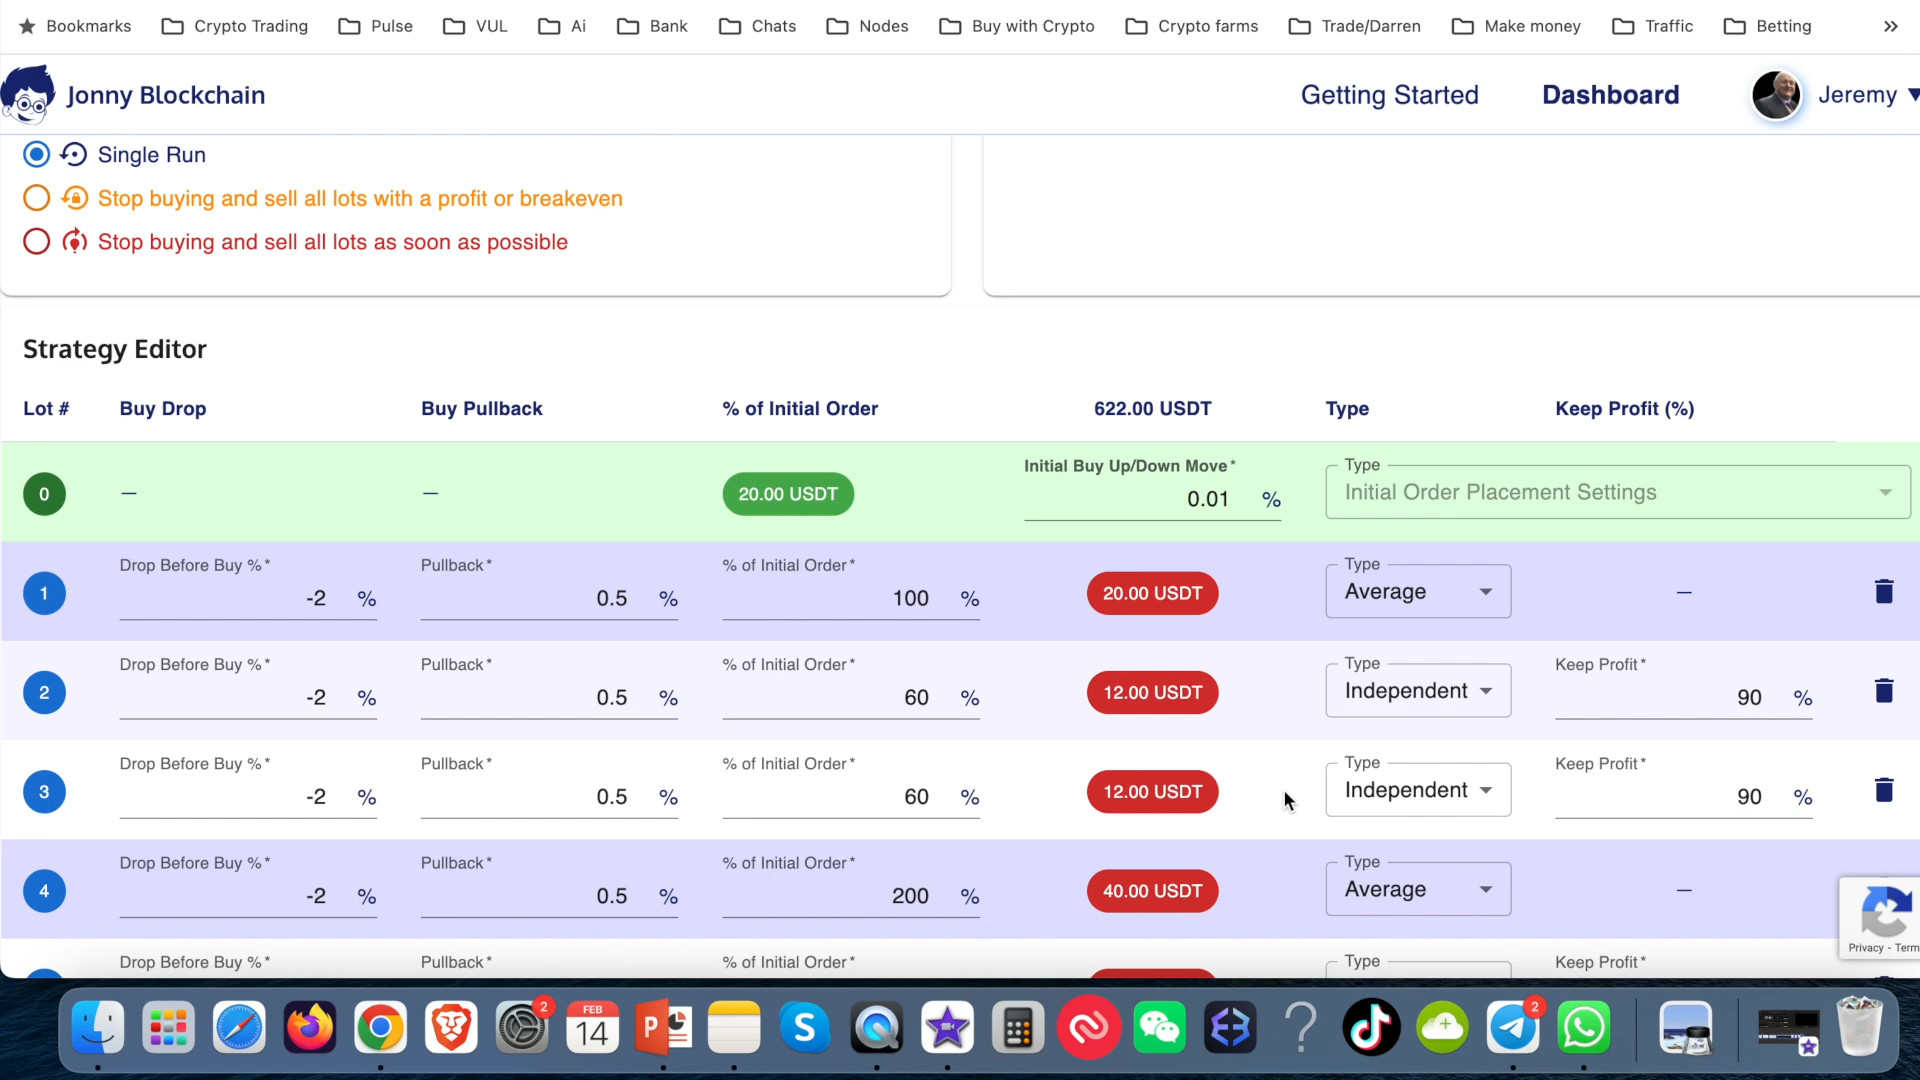 Bookmarks Crypto Trading Pulse VUL Ai Bank Chats Nodes Buy with Crypto Crypto farms Trade/Darren Make money Traffic Betting »
Jonny Blockchain Getting Started Dashboard Jeremy
Single Run
Stop buying and sell all lots with a profit or breakeven
Stop buying and sell all lots as soon as possible
Strategy Editor
Lot # Buy Drop Buy Pullback % of Initial Order 622.00 USDT Type Keep Profit (%)
Initial Buy Up/Down Move* Type
0 – – 20.00 USDT 0.01 % Initial Order Placement Settings
Drop Before Buy %* Pullback* % of Initial Order* Type
1 -2 % 0.5 % 100 % 20.00 USDT Average –
Drop Before Buy %* Pullback* % of Initial Order* Type Keep Profit*
2 -2 % 0.5 % 60 % 12.00 USDT Independent 90 %
Drop Before Buy %* Pullback* % of Initial Order* Type Keep Profit*
3 -2 % 0.5 % 60 % 12.00 USDT Independent 90 %
Drop Before Buy %* Pullback* % of Initial Order* Type
4 -2 % 0.5 % 200 % 40.00 USDT Average –
Privacy - Term
Drop Before Buy %* Pullback* % of Initial Order* Type Keep Profit*
2 FEB 2
14 P S ?